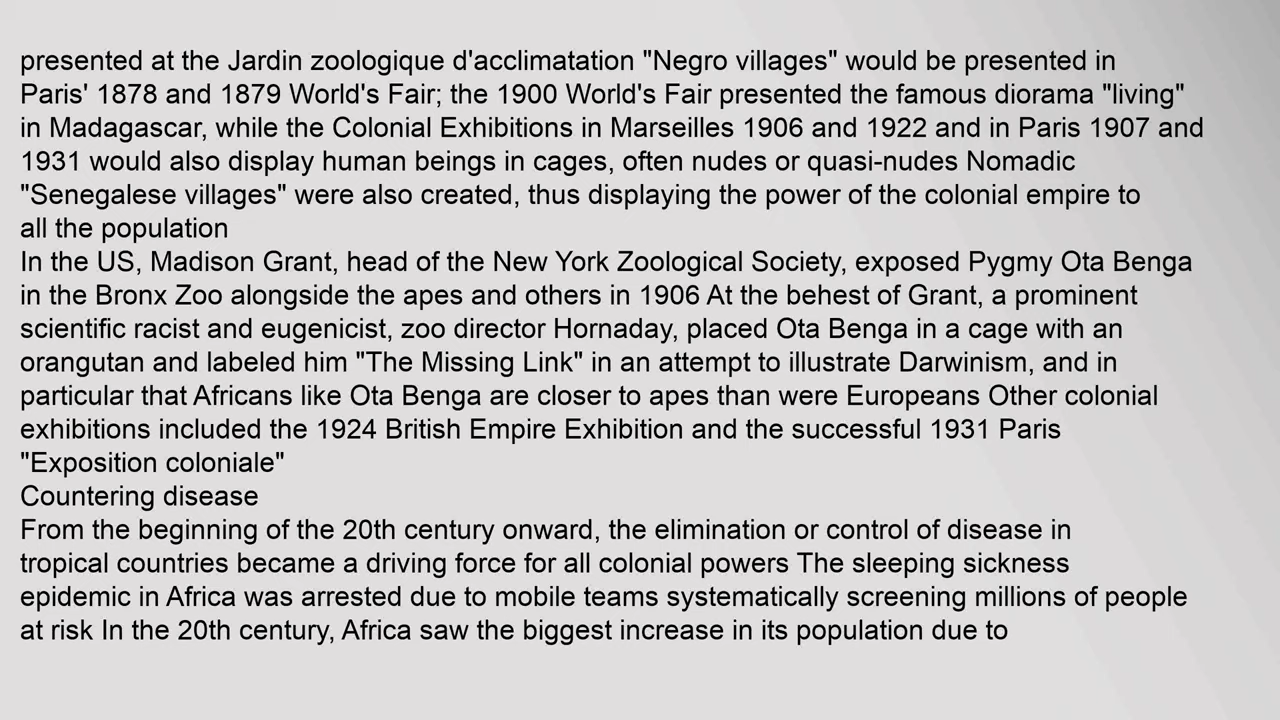 presented at the Jardin zoologique d'acclimatation "Negro villages" would be presented in
Paris' 1878 and 1879 World's Fair; the 1900 World's Fair presented the famous diorama "living"
in Madagascar, while the Colonial Exhibitions in Marseilles 1906 and 1922 and in Paris 1907 and
1931 would also display human beings in cages, often nudes or quasi-nudes Nomadic
"Senegalese villages" were also created, thus displaying the power of the colonial empire to
all the population
In the US, Madison Grant, head of the New York Zoological Society, exposed Pygmy Ota Benga
in the Bronx Zoo alongside the apes and others in 1906 At the behest of Grant, a prominent
scientific racist and eugenicist, zoo director Hornaday, placed Ota Benga in a cage with an
orangutan and labeled him "The Missing Link" in an attempt to illustrate Darwinism, and in
particular that Africans like Ota Benga are closer to apes than were Europeans Other colonial
exhibitions included the 1924 British Empire Exhibition and the successful 1931 Paris
"Exposition coloniale"
Countering disease
From the beginning of the 20th century onward, the elimination or control of disease in
tropical countries became a driving force for all colonial powers The sleeping sickness
epidemic in Africa was arrested due to mobile teams systematically screening millions of people
at risk In the 20th century, Africa saw the biggest increase in its population due to